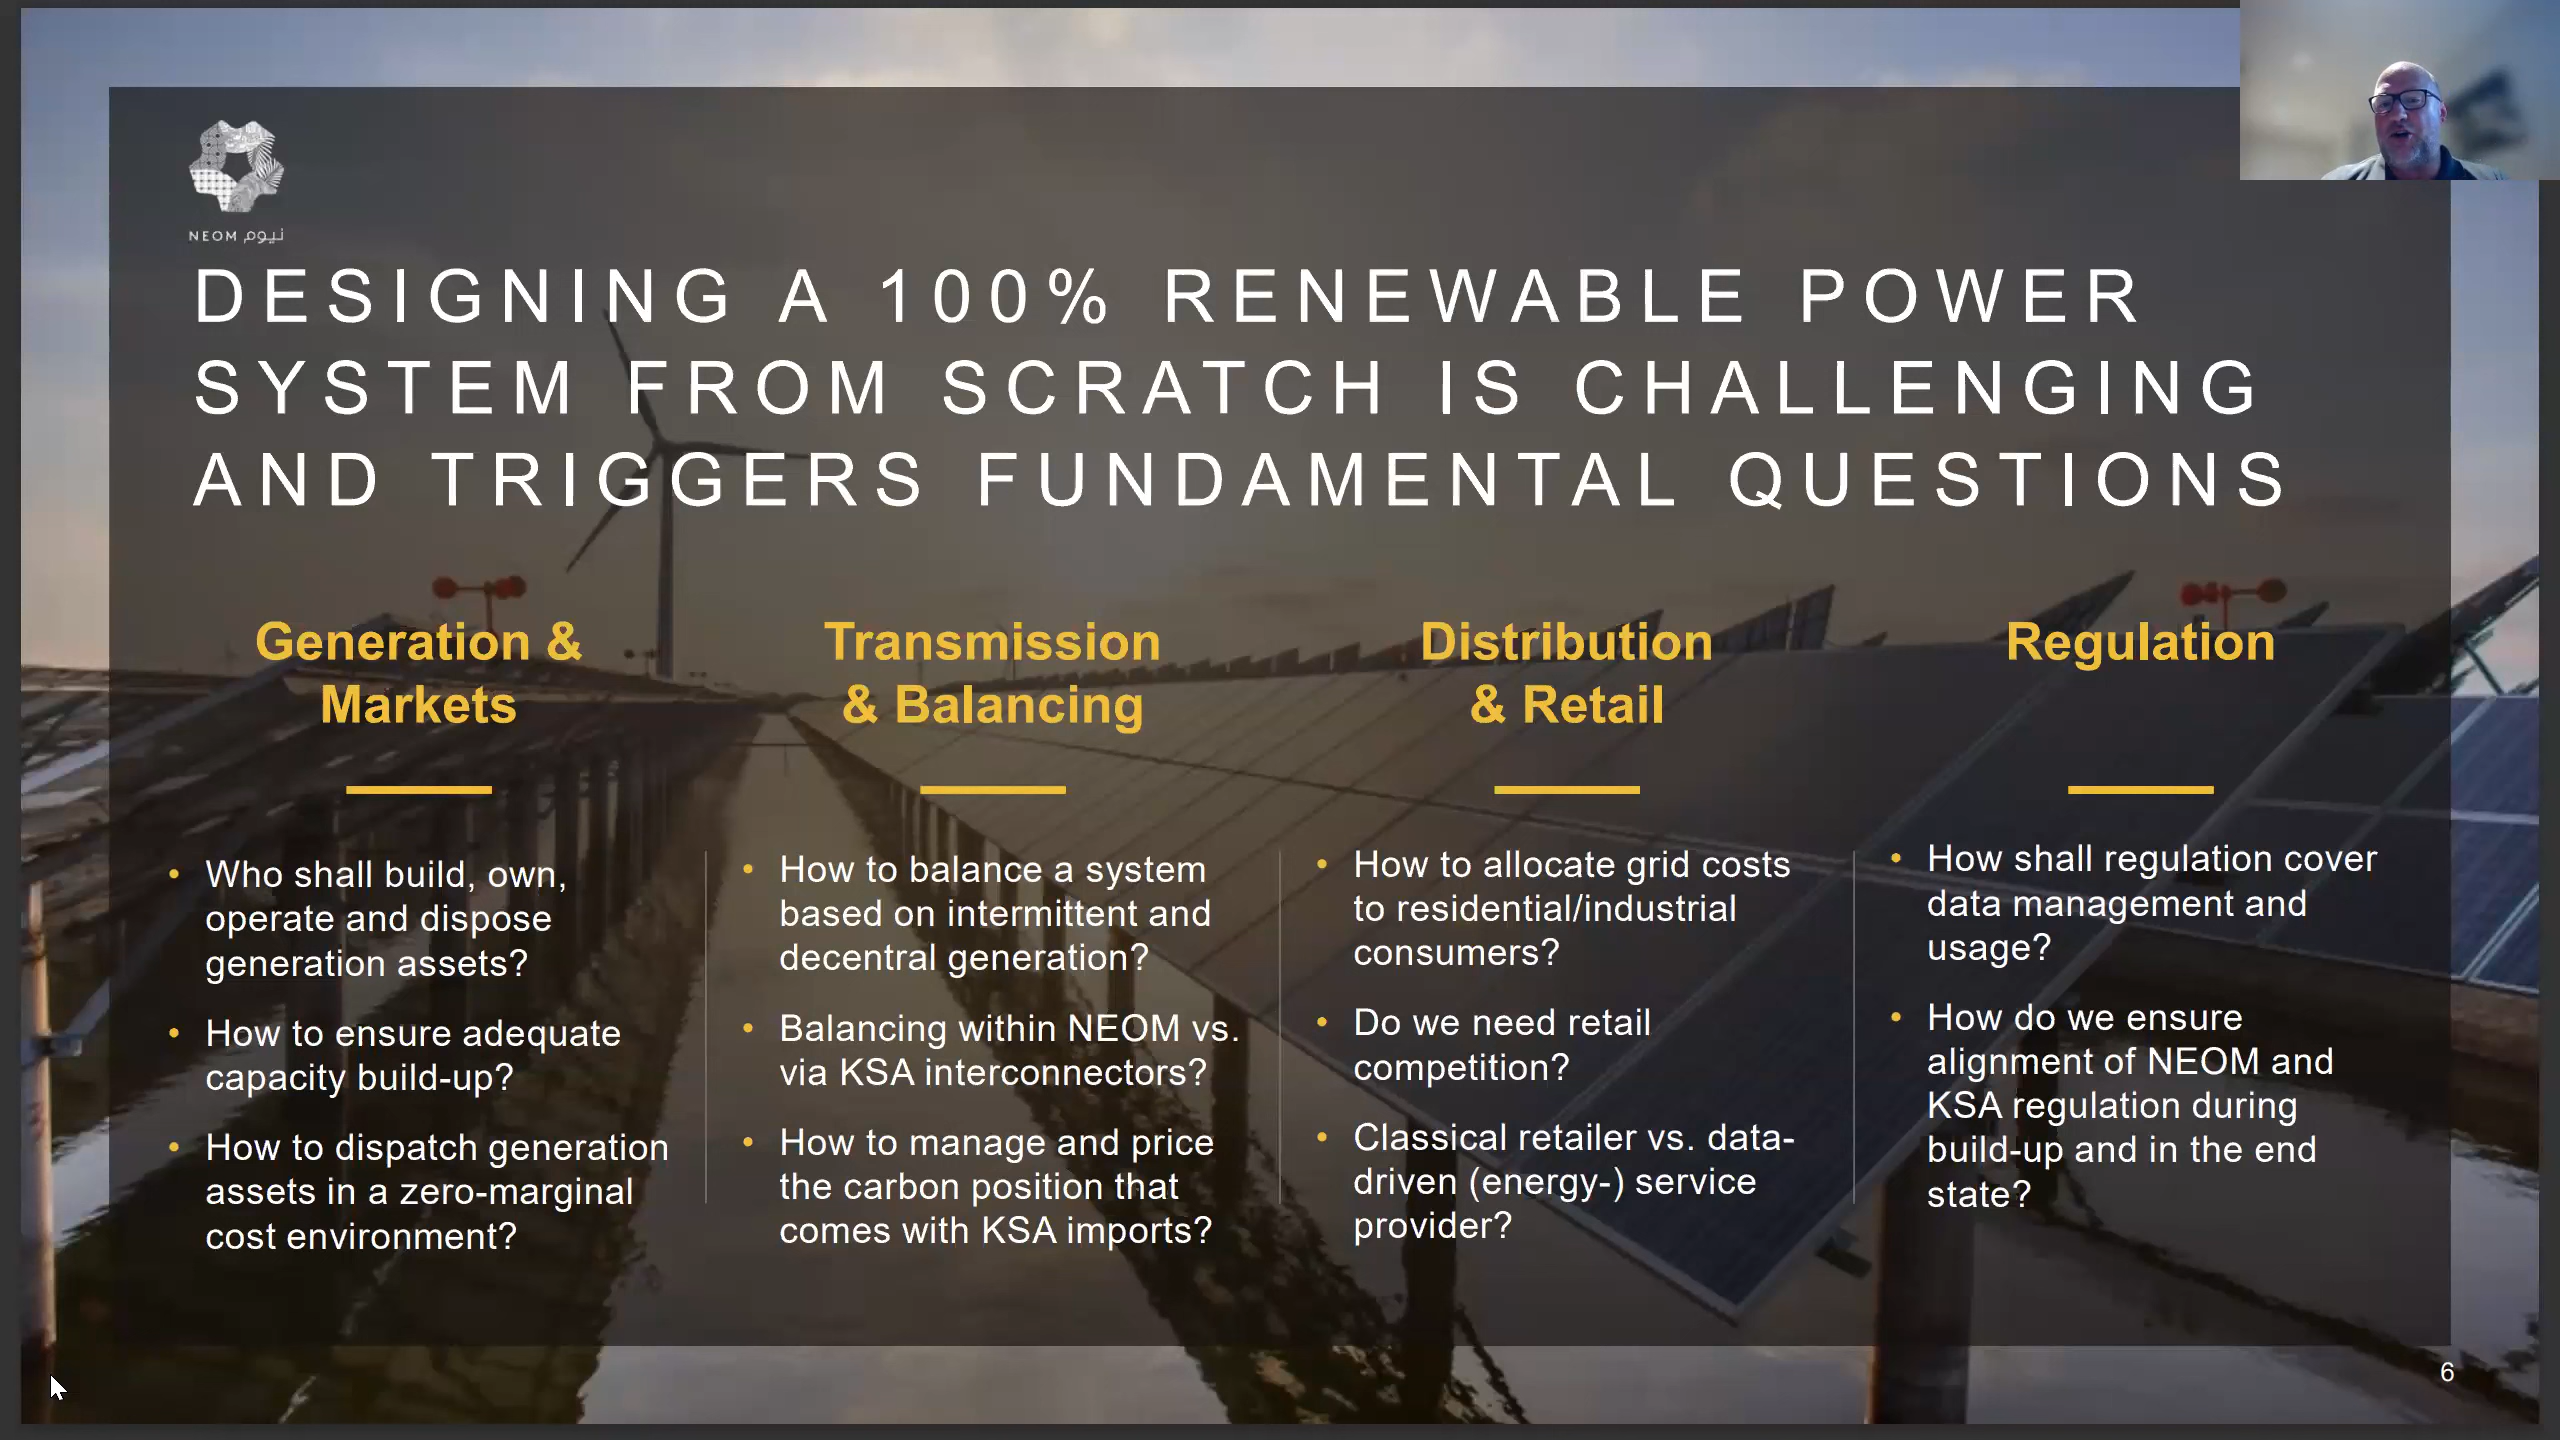 NEOM نيوم
DESIGNING A 100% RENEWABLE POWER
SYSTEM FROM SCRATCH IS CHALLENGING
AND TRIGGERS FUNDAMENTAL QUESTIONS
Generation &
Markets
• Who shall build, own,
operate and dispose
generation assets?
• How to ensure adequate
capacity build-up?
• How to dispatch generation
assets in a zero-marginal
cost environment?
Transmission
& Balancing
• How to balance a system
based on intermittent and
decentral generation?
• Balancing within NEOM vs.
via KSA interconnectors?
• How to manage and price
the carbon position that
comes with KSA imports?
Distribution
& Retail
• How to allocate grid costs
to residential/industrial
consumers?
• Do we need retail
competition?
• Classical retailer vs. data-
driven (energy-) service
provider?
Regulation
• How shall regulation cover
data management and
usage?
• How do we ensure
alignment of NEOM and
KSA regulation during
build-up and in the end
state?
6